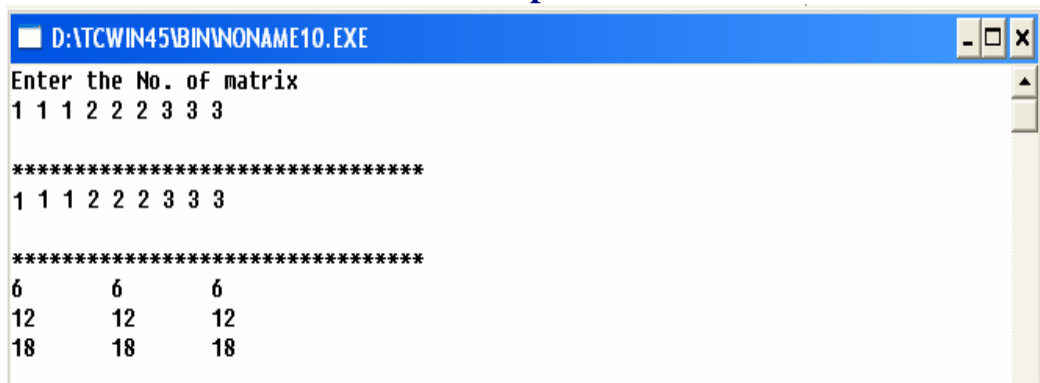 D:\TCWIN45\BIN\NONAME10.EXE
Enter the No. of matrix
1 1 1 2 2 2 3 3 3
*********************************
1 1 1 2 2 2 3 3 3
*********************************
6 6 6
12 12 12
18 18 18